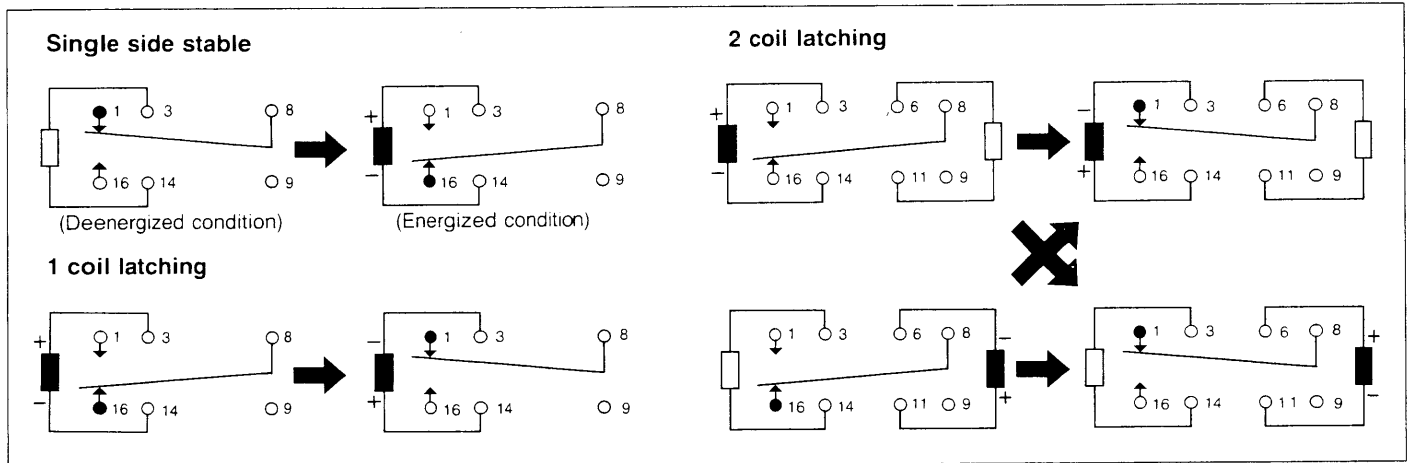 Single side stable
1 3 8
16 14 9
(Deenergized condition)
+ 1 3 8
− 16 14 9
(Energized condition)
1 coil latching
+ 1 3 8
− 16 14 9
− 1 3 8
+ 16 14 9
2 coil latching
+ 1 3 6 8
− 16 14 11 9
− 1 3 6 8
+ 16 14 11 9
1 3 6 8 −
16 14 11 9 +
1 3 6 8 +
16 14 11 9 −